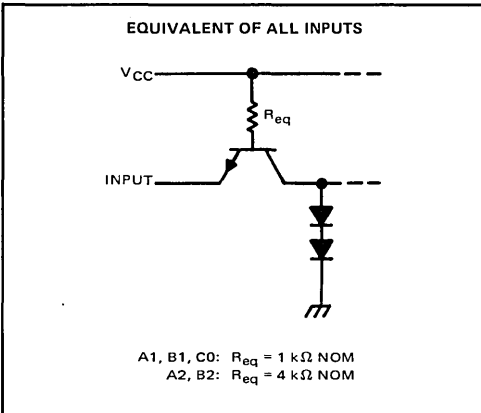 EQUIVALENT OF ALL INPUTS
VCC
Req
INPUT
A1, B1, C0: Req = 1 kΩ NOM
A2, B2: Req = 4 kΩ NOM